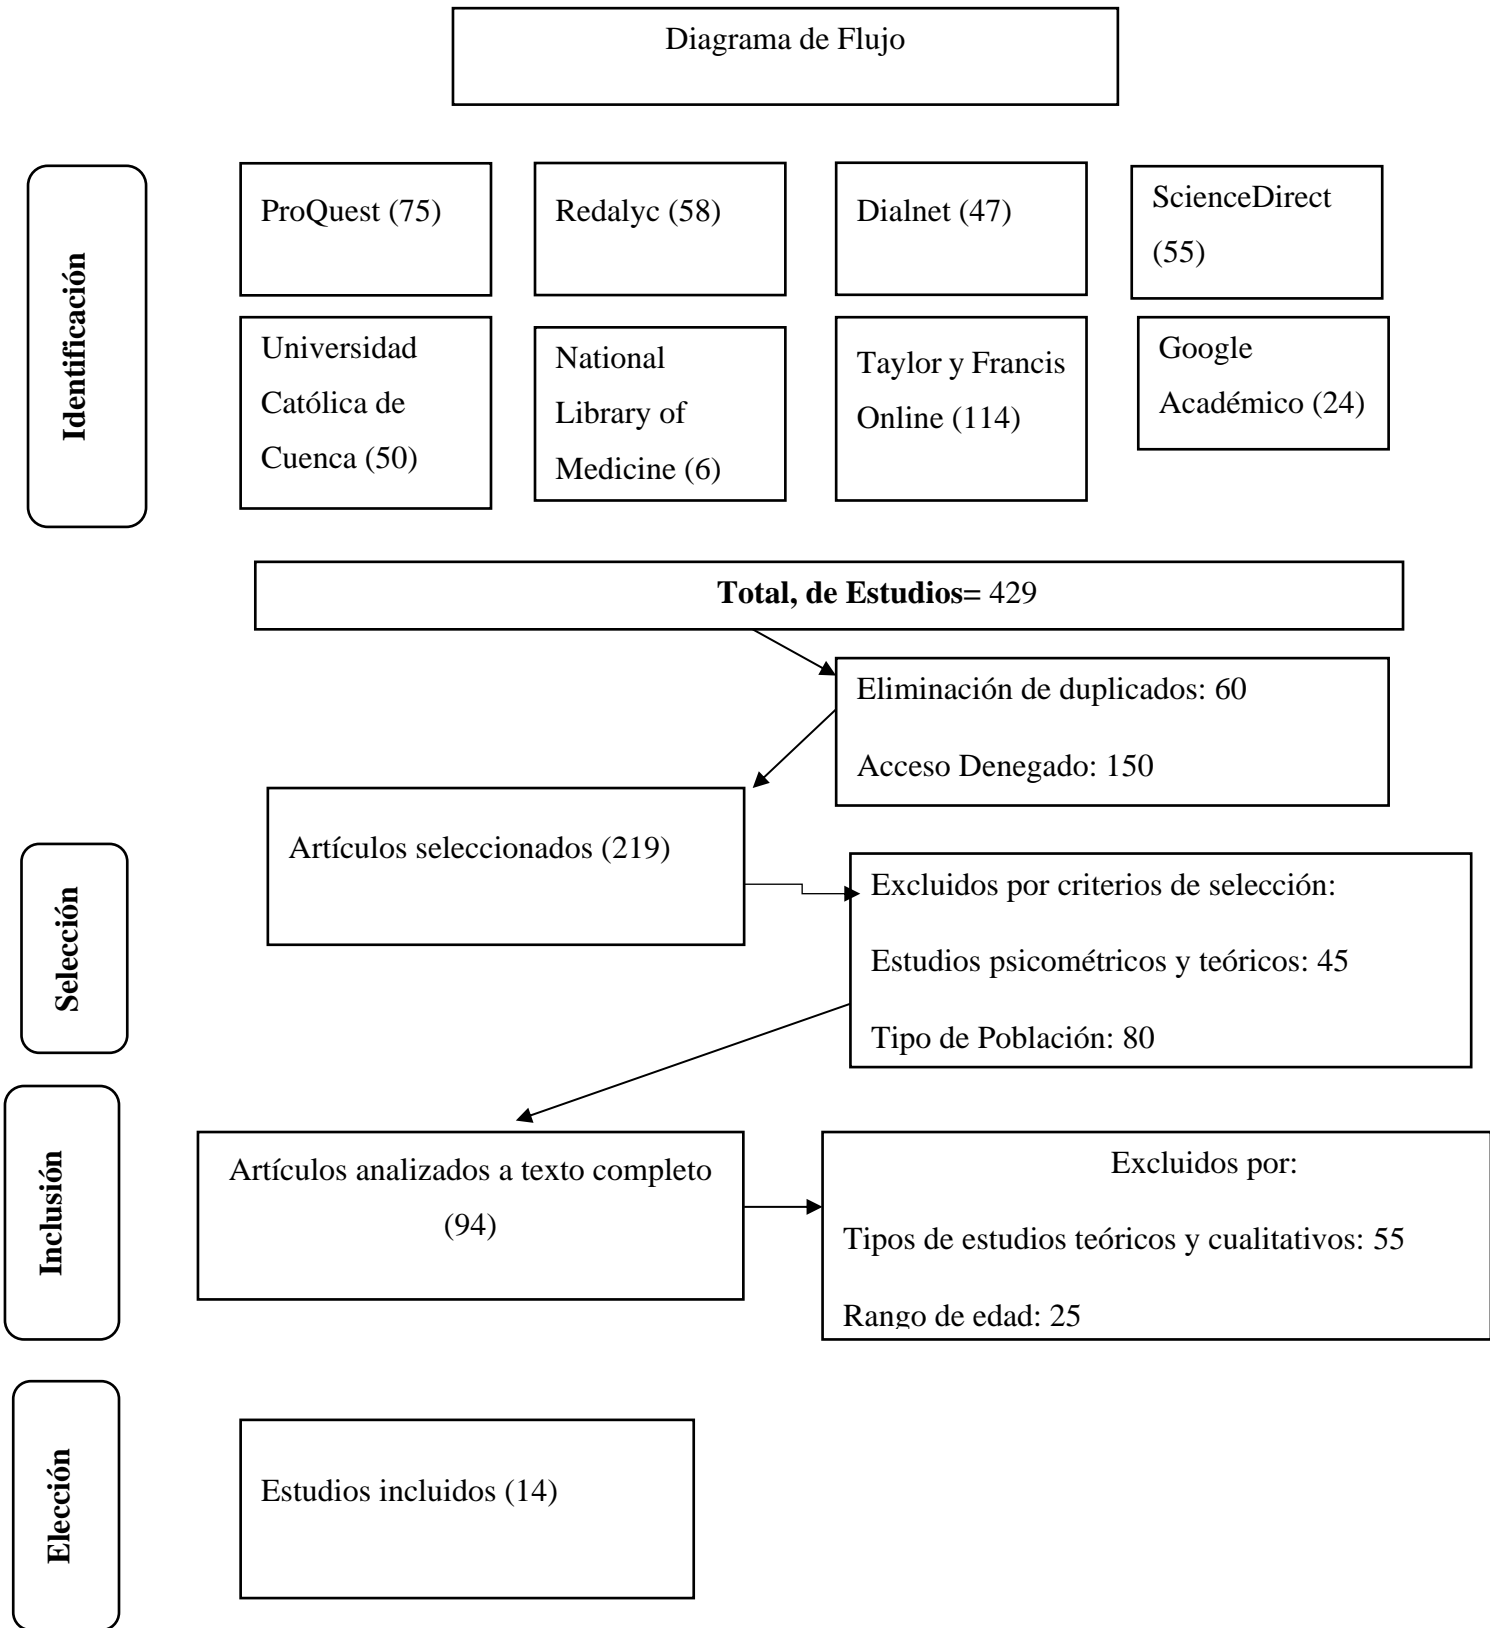 Diagrama de Flujo
Identificación
ProQuest (75)
Redalyc (58)
Dialnet (47)
ScienceDirect
(55)
Universidad
Católica de
Cuenca (50)
National
Library of
Medicine (6)
Taylor y Francis
Online (114)
Google
Académico (24)
Total, de Estudios= 429
Eliminación de duplicados: 60
Acceso Denegado: 150
Selección
Artículos seleccionados (219)
Excluidos por criterios de selección:
Estudios psicométricos y teóricos: 45
Tipo de Población: 80
Inclusión
Artículos analizados a texto completo
(94)
Excluidos por:
Tipos de estudios teóricos y cualitativos: 55
Rango de edad: 25
Elección
Estudios incluidos (14)